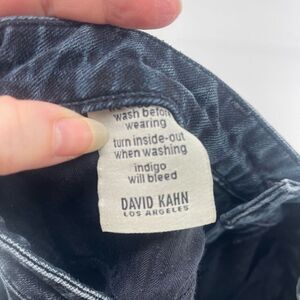 wash before
wearing
turn inside-out
when washing
indigo
will bleed
DAVID KAHN
LOS ANGELES